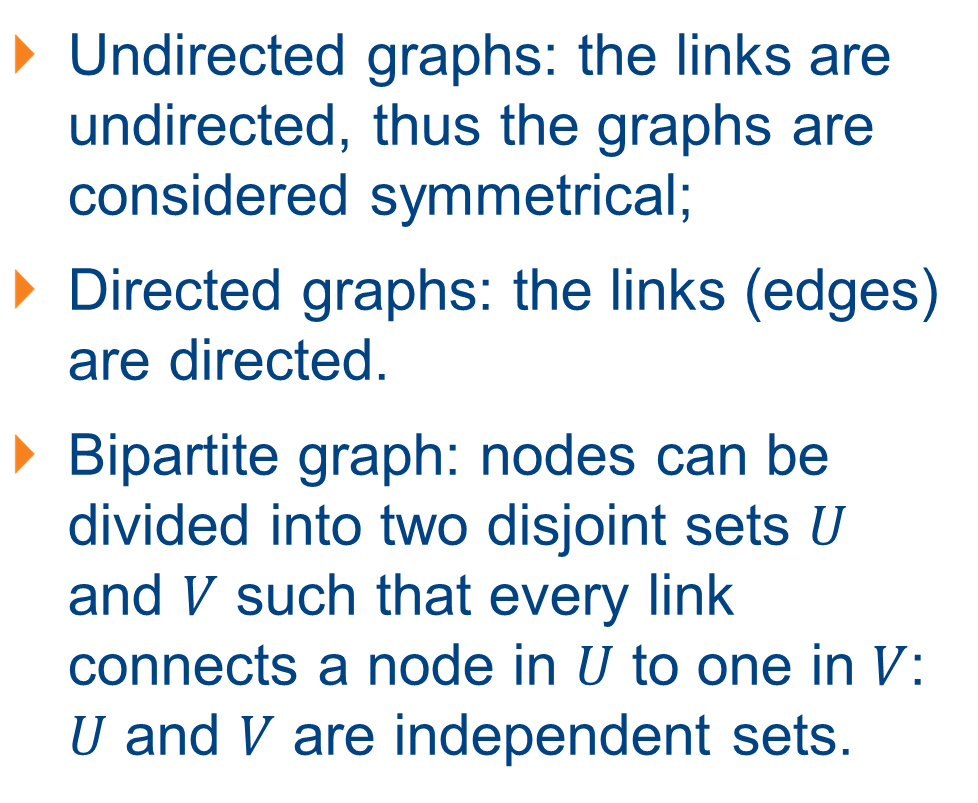 Undirected graphs: the links are
undirected, thus the graphs are
considered symmetrical;
Directed graphs: the links (edges)
are directed.
Bipartite graph: nodes can be
divided into two disjoint sets U
and V such that every link
connects a node in U to one in V:
U and V are independent sets.